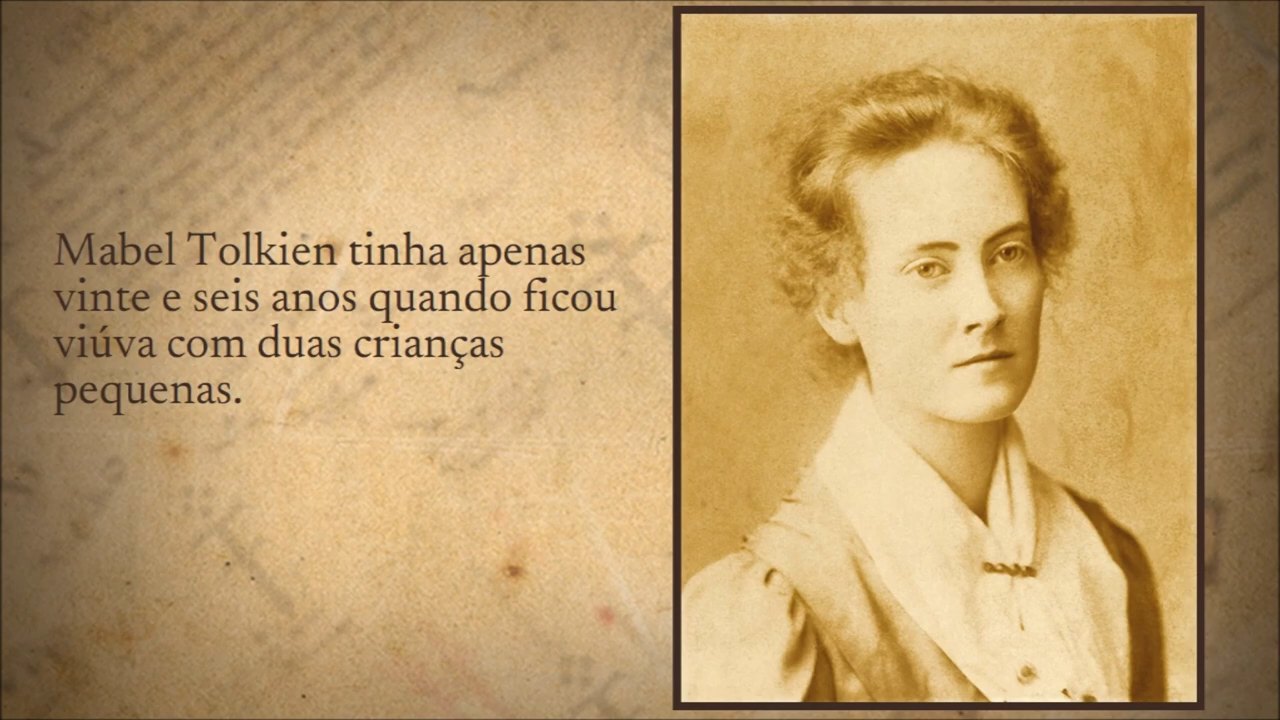 Mabel Tolkien tinha apenas
vinte e seis anos quando ficou
viúva com duas crianças
pequenas.